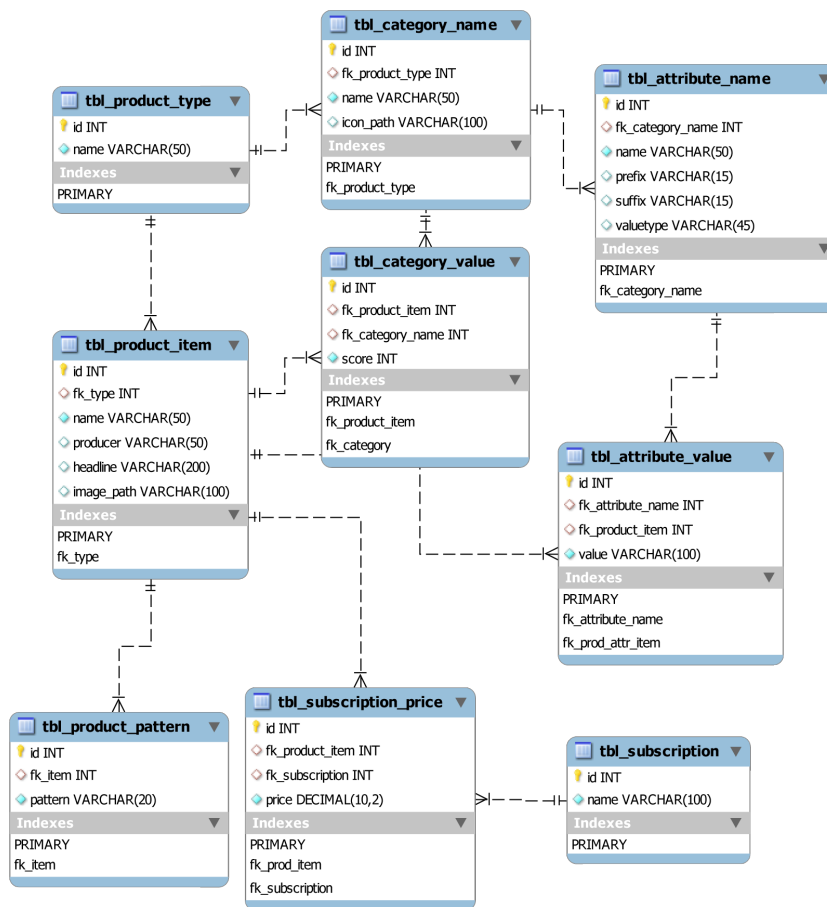 tbl_category_name
id INT
fk_product_type INT
name VARCHAR(50)
icon_path VARCHAR(100)
Indexes
PRIMARY
fk_product_type
tbl_product_type
id INT
name VARCHAR(50)
Indexes
PRIMARY
tbl_attribute_name
id INT
fk_category_name INT
name VARCHAR(50)
prefix VARCHAR(15)
suffix VARCHAR(15)
valuetype VARCHAR(45)
Indexes
PRIMARY
fk_category_name
tbl_category_value
id INT
fk_product_item INT
fk_category_name INT
score INT
Indexes
PRIMARY
fk_product_item
fk_category
tbl_product_item
id INT
fk_type INT
name VARCHAR(50)
producer VARCHAR(50)
headline VARCHAR(200)
image_path VARCHAR(100)
Indexes
PRIMARY
fk_type
tbl_attribute_value
id INT
fk_attribute_name INT
fk_product_item INT
value VARCHAR(100)
Indexes
PRIMARY
fk_attribute_name
fk_prod_attr_item
tbl_product_pattern
id INT
fk_item INT
pattern VARCHAR(20)
Indexes
PRIMARY
fk_item
tbl_subscription_price
id INT
fk_product_item INT
fk_subscription INT
price DECIMAL(10,2)
Indexes
PRIMARY
fk_prod_item
fk_subscription
tbl_subscription
id INT
name VARCHAR(100)
Indexes
PRIMARY